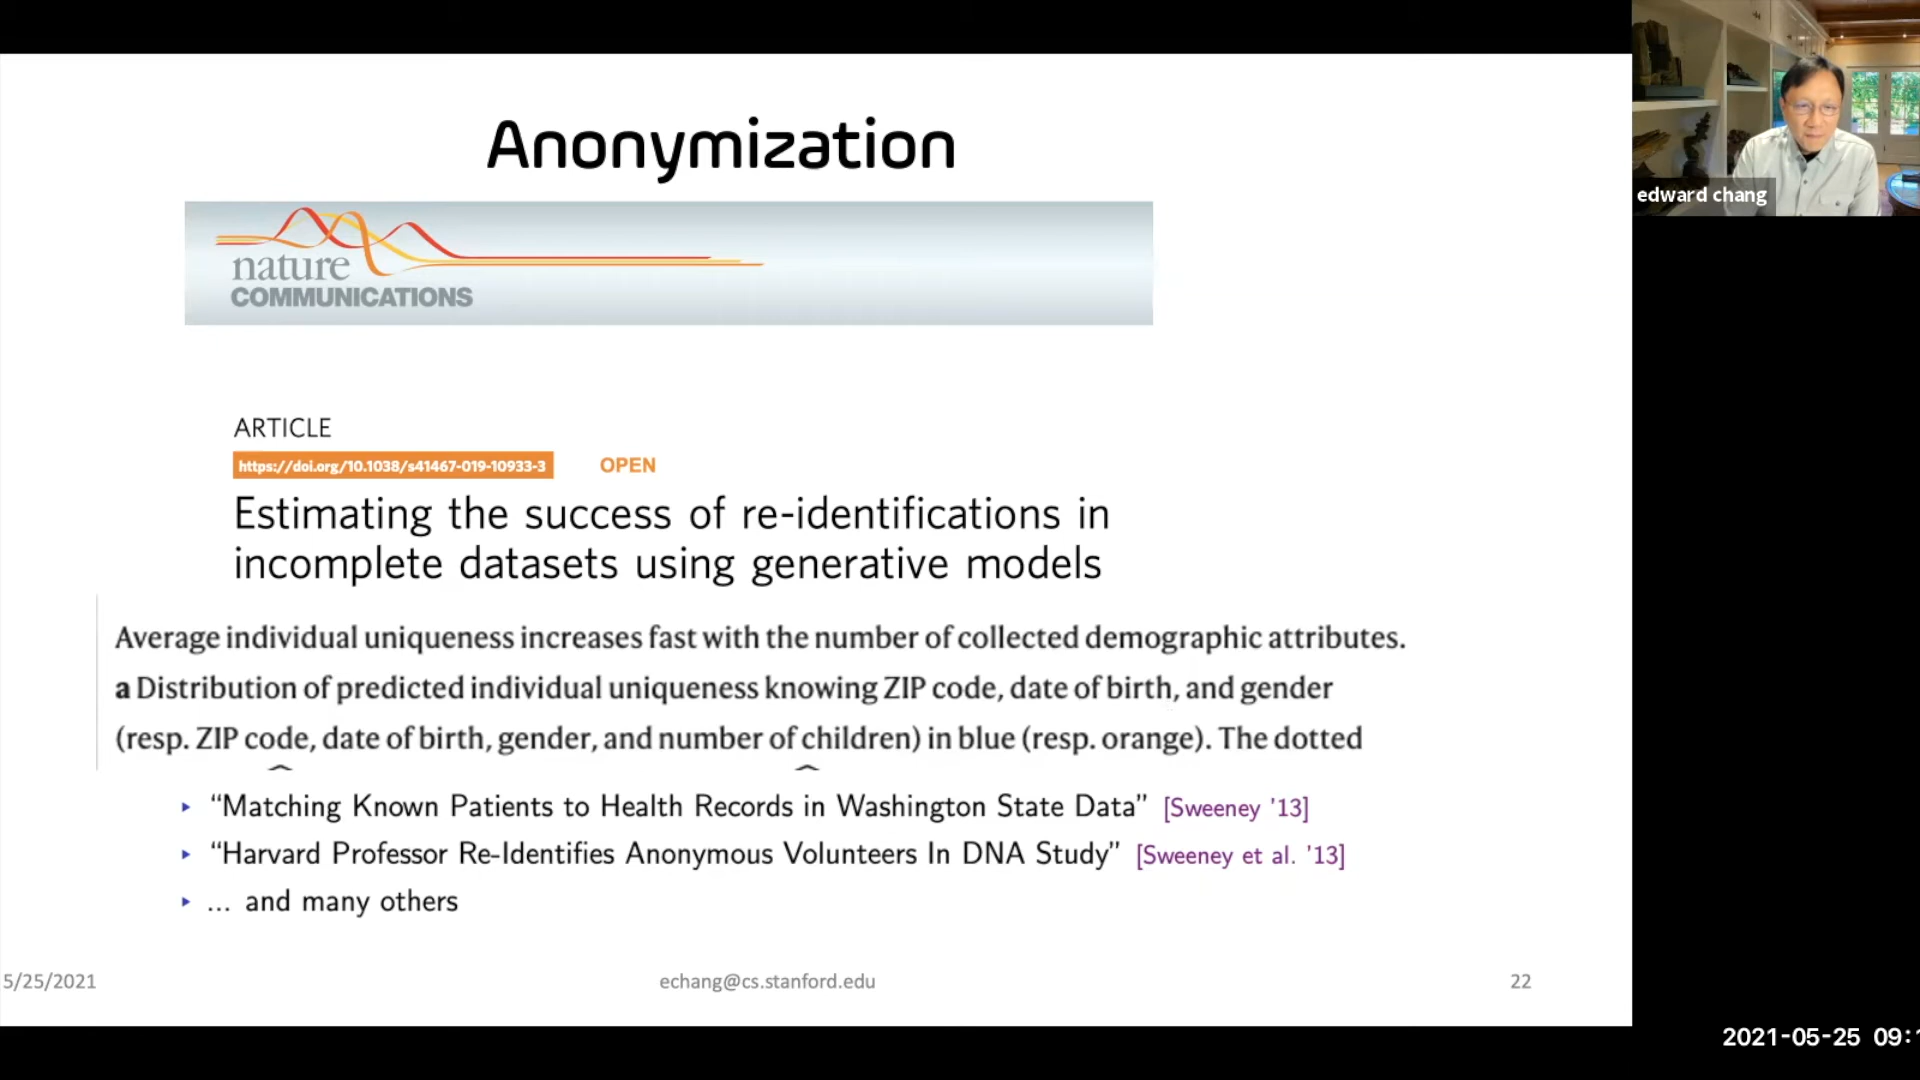 Anonymization
nature
COMMUNICATIONS
ARTICLE
https://doi.org/10.1038/s41467-019-10933-3 OPEN
Estimating the success of re-identifications in
incomplete datasets using generative models
Average individual uniqueness increases fast with the number of collected demographic attributes.
a Distribution of predicted individual uniqueness knowing ZIP code, date of birth, and gender
(resp. ZIP code, date of birth, gender, and number of children) in blue (resp. orange). The dotted
▸ “Matching Known Patients to Health Records in Washington State Data” [Sweeney ’13]
▸ “Harvard Professor Re-Identifies Anonymous Volunteers In DNA Study” [Sweeney et al. ’13]
▸ ... and many others
5/25/2021 echang@cs.stanford.edu 22
edward chang
2021-05-25 09: